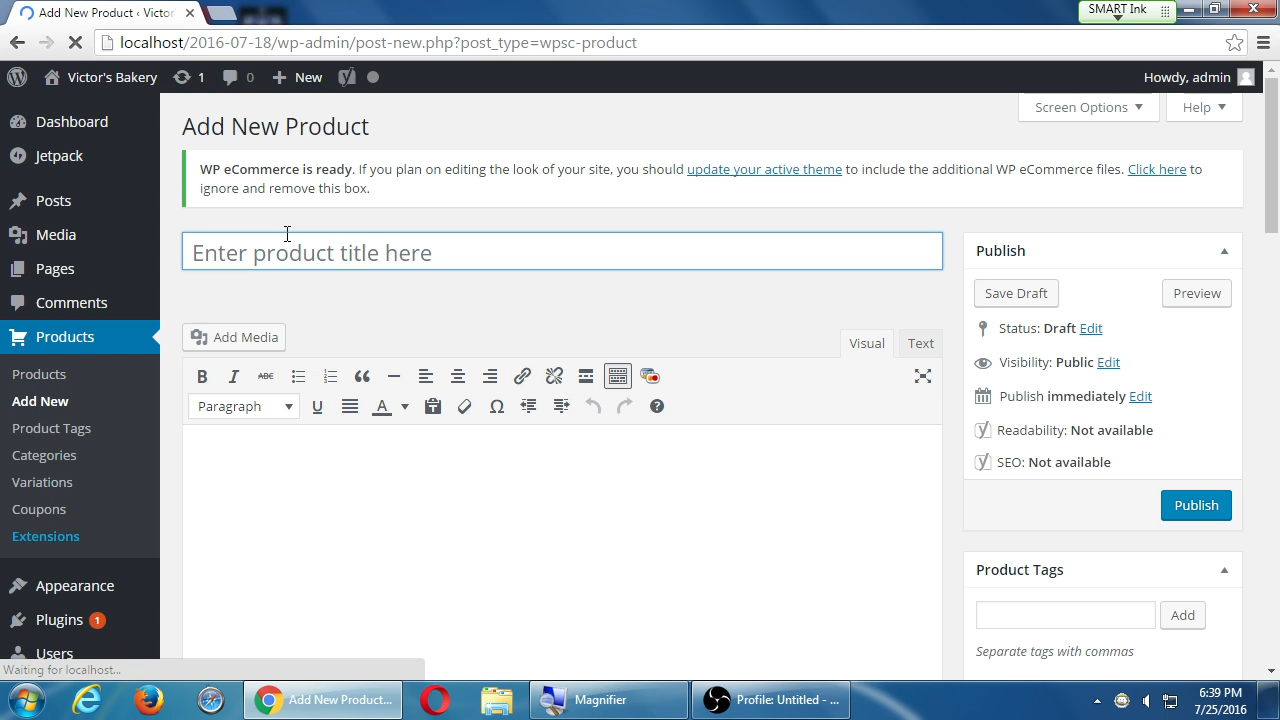 Add New Product ‹ Victor
SMART Ink
localhost/2016-07-18/wp-admin/post-new.php?post_type=wpsc-product
Victor's Bakery
1
0
New
Howdy, admin
Screen Options
Help
Dashboard
Jetpack
Posts
Media
Pages
Comments
Products
Products
Add New
Product Tags
Categories
Variations
Coupons
Extensions
Appearance
Plugins 1
Users
Add New Product
WP eCommerce is ready. If you plan on editing the look of your site, you should update your active theme to include the additional WP eCommerce files. Click here to
ignore and remove this box.
Enter product title here
Add Media
Visual
Text
B I ABC
Paragraph
U A Ω
Publish
Save Draft
Preview
Status: Draft Edit
Visibility: Public Edit
Publish immediately Edit
Readability: Not available
SEO: Not available
Publish
Product Tags
Add
Separate tags with commas
Waiting for localhost...
Add New Product...
Magnifier
Profile: Untitled - ...
6:39 PM
7/25/2016